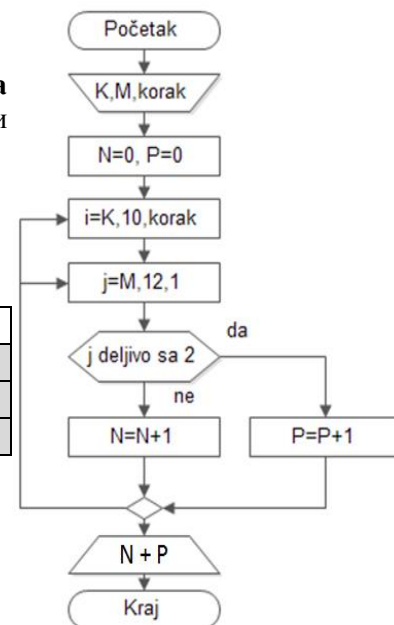 Početak
a
K,M,korak
и
N=0, P=0
i=K,10,korak
j=M,12,1
da
j deljivo sa 2
ne
N=N+1
P=P+1
N + P
Kraj